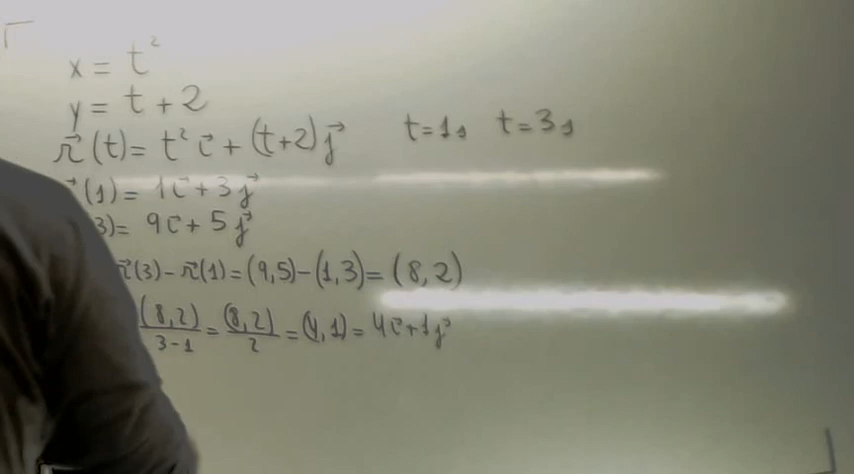 x = t²
y = t + 2
r⃗(t) = t² i⃗ + (t+2) j⃗ t=1s t=3s
(1) = 1i⃗ + 3j⃗
3) = 9i⃗ + 5j⃗
r⃗(3) - r⃗(1) = (9,5) - (1,3) = (8,2)
(8,2)/3-1 = (8,2)/2 = (4,1) = 4i⃗ + 1j⃗